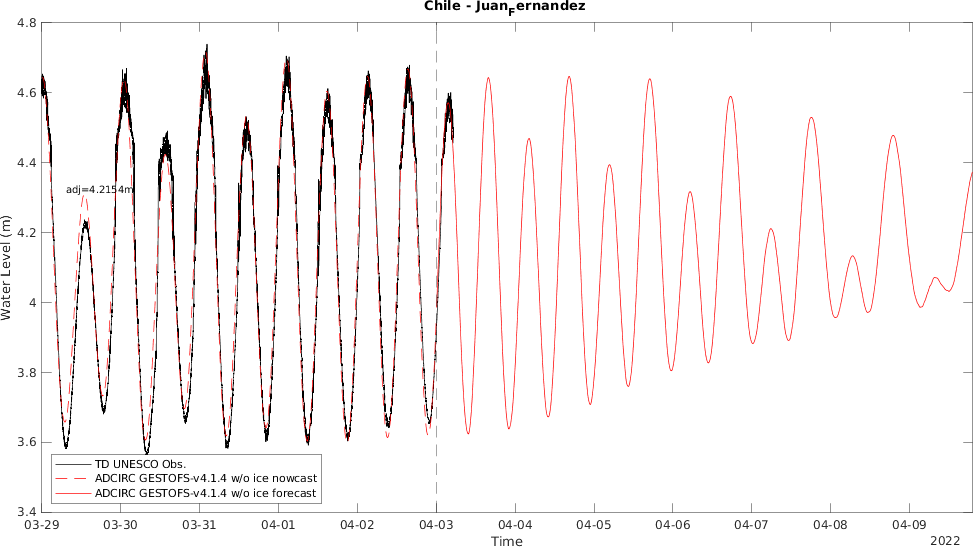 Chile - Juan_Fernandez
4.8
4.6
4.4
4.2
4
3.8
3.6
3.4
Water Level (m)
adj=4.2154m
TD UNESCO Obs.
ADCIRC GESTOFS-v4.1.4 w/o ice nowcast
ADCIRC GESTOFS-v4.1.4 w/o ice forecast
03-29 03-30 03-31 04-01 04-02 04-03 04-04 04-05 04-06 04-07 04-08 04-09
Time
2022